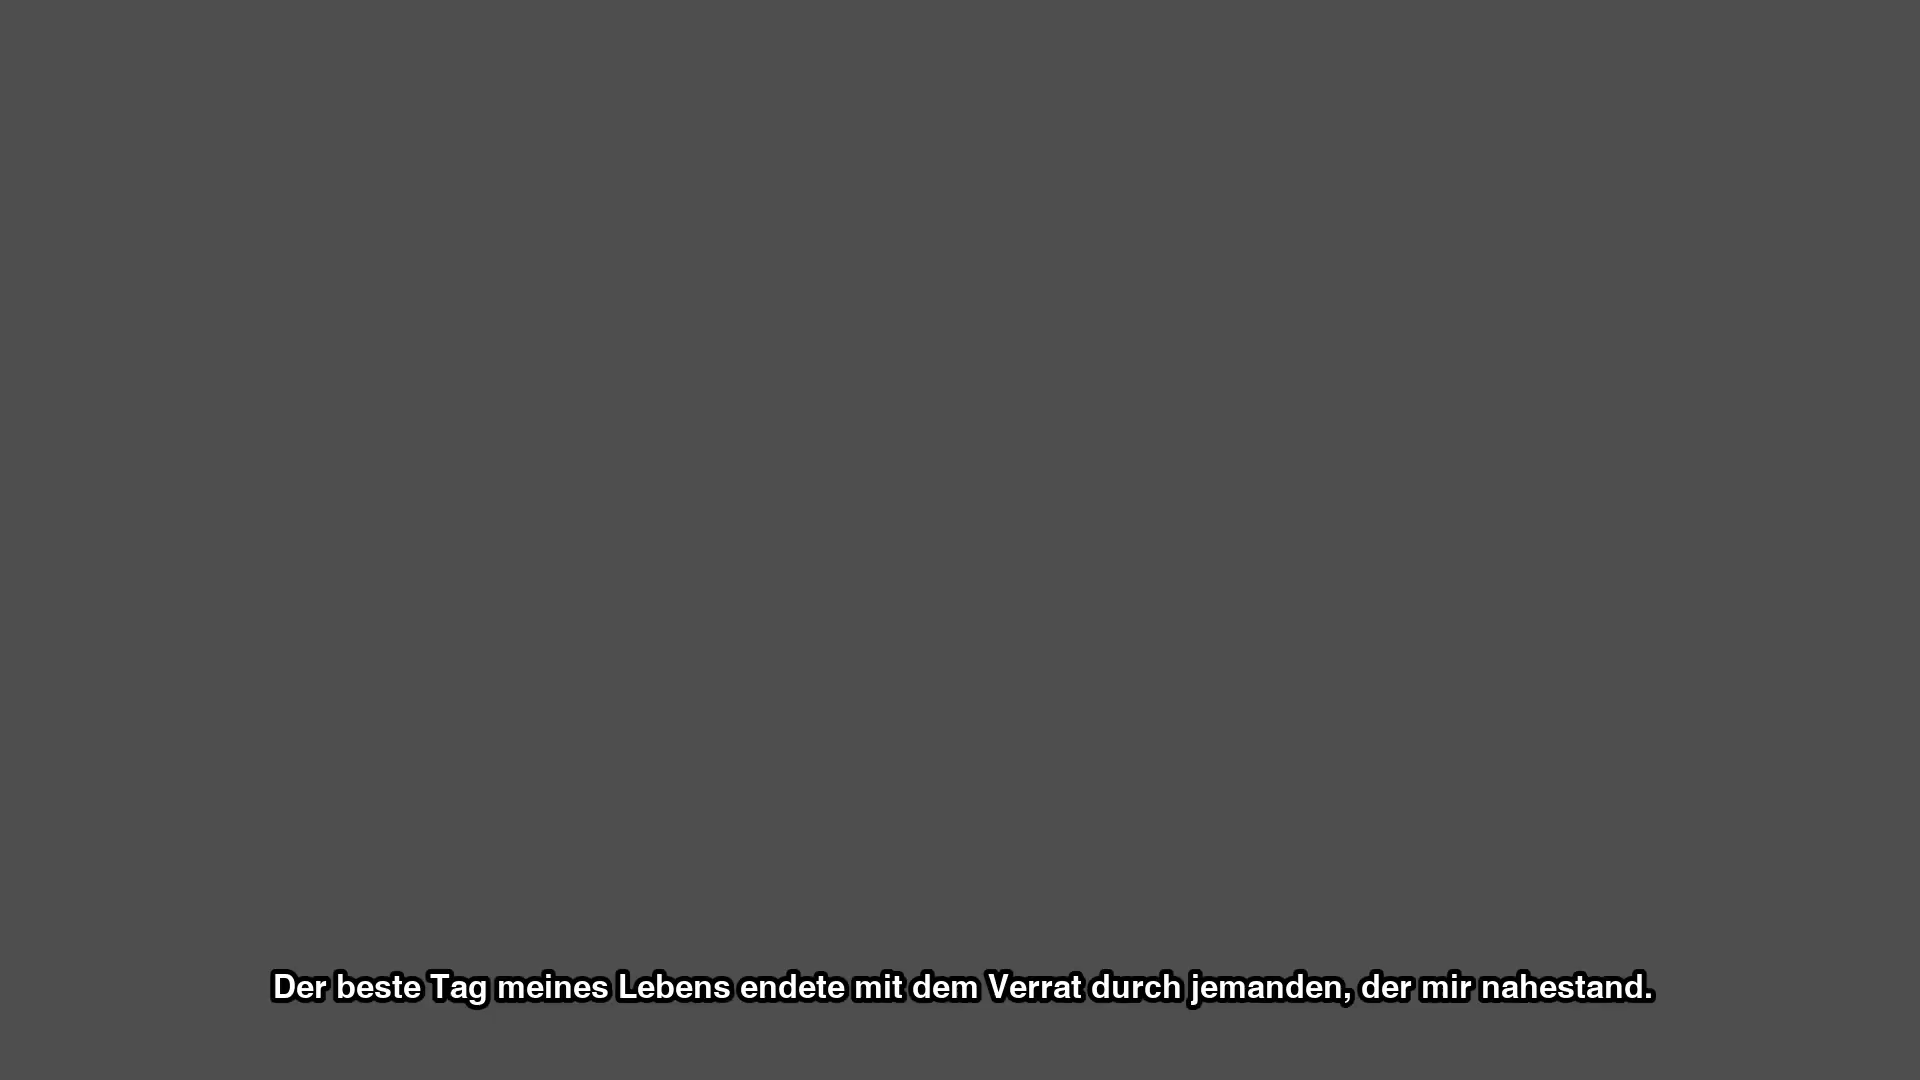 Der beste Tag meines Lebens endete mit dem Verrat durch jemanden, der mir nahestand.